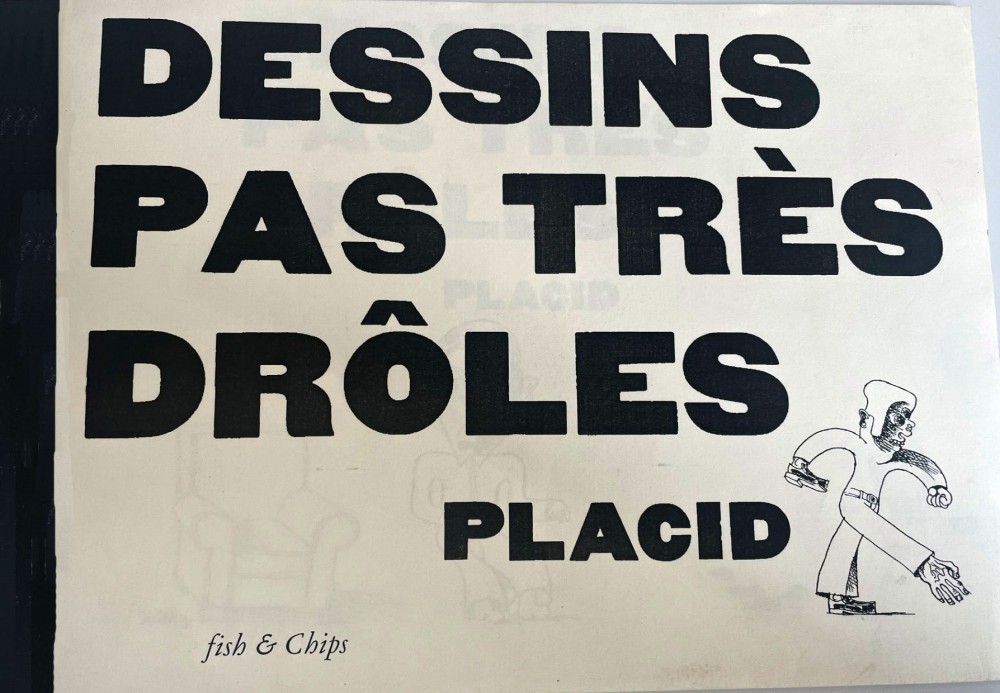 DESSINS
PAS TRÈS
DRÔLES
PLACID
fish & Chips